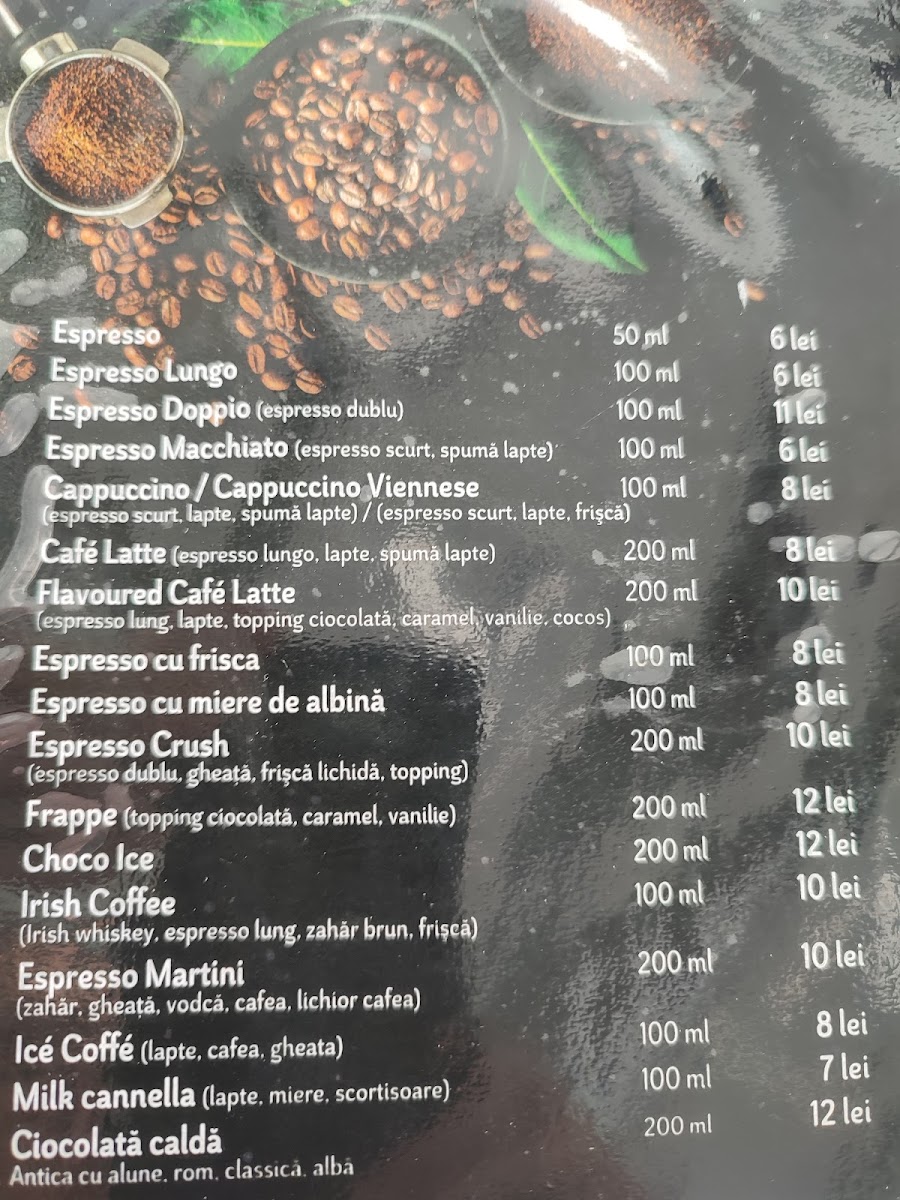 Espresso 50 ml 6 lei
Espresso Lungo 100 ml 6 lei
Espresso Doppio (espresso dublu) 100 ml 11 lei
Espresso Macchiato (espresso scurt, spumă lapte) 100 ml 6 lei
Cappuccino / Cappuccino Viennese 100 ml 8 lei
(espresso scurt, lapte, spumă lapte) / (espresso scurt, lapte, frişcă)
Café Latte (espresso lungo, lapte, spumă lapte) 200 ml 8 lei
Flavoured Café Latte 200 ml 10 lei
(espresso lung, lapte, topping ciocolată, caramel, vanilie, cocos)
Espresso cu frisca 100 ml 8 lei
Espresso cu miere de albină 100 ml 8 lei
Espresso Crush 200 ml 10 lei
(espresso dublu, gheață, frişcă lichidă, topping)
Frappe (topping ciocolată, caramel, vanilie) 200 ml 12 lei
Choco Ice 200 ml 12 lei
Irish Coffee 100 ml 10 lei
(Irish whiskey, espresso lung, zahăr brun, frişcă)
Espresso Martini 200 ml 10 lei
(zahăr, gheață, vodcă, cafea, lichior cafea)
Icé Coffé (lapte, cafea, gheata) 100 ml 8 lei
Milk cannella (lapte, miere, scortisoare) 100 ml 7 lei
Ciocolată caldă 200 ml 12 lei
Antica cu alune, rom, classică, albă